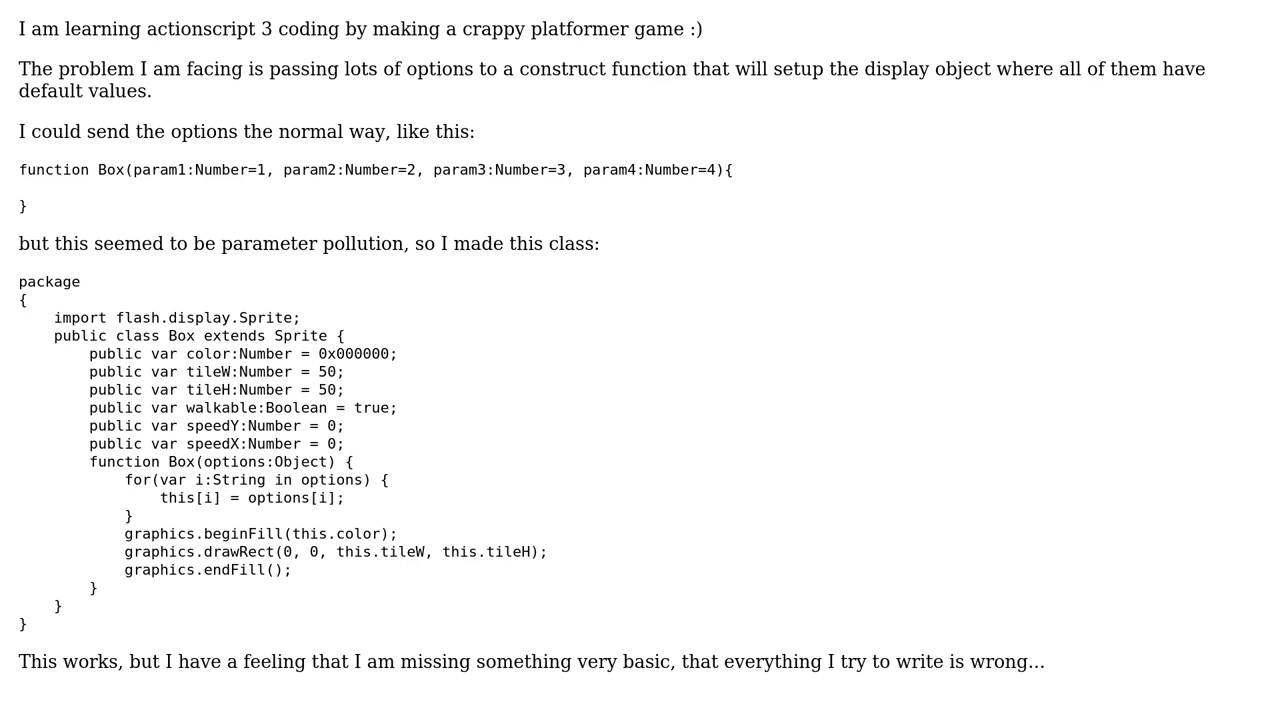 I am learning actionscript 3 coding by making a crappy platformer game :)
The problem I am facing is passing lots of options to a construct function that will setup the display object where all of them have
default values.
I could send the options the normal way, like this:
function Box(param1:Number=1, param2:Number=2, param3:Number=3, param4:Number=4){
}
but this seemed to be parameter pollution, so I made this class:
package
{
    import flash.display.Sprite;
    public class Box extends Sprite {
        public var color:Number = 0x000000;
        public var tileW:Number = 50;
        public var tileH:Number = 50;
        public var walkable:Boolean = true;
        public var speedY:Number = 0;
        public var speedX:Number = 0;
        function Box(options:Object) {
            for(var i:String in options) {
                this[i] = options[i];
            }
            graphics.beginFill(this.color);
            graphics.drawRect(0, 0, this.tileW, this.tileH);
            graphics.endFill();
        }
    }
}
This works, but I have a feeling that I am missing something very basic, that everything I try to write is wrong...